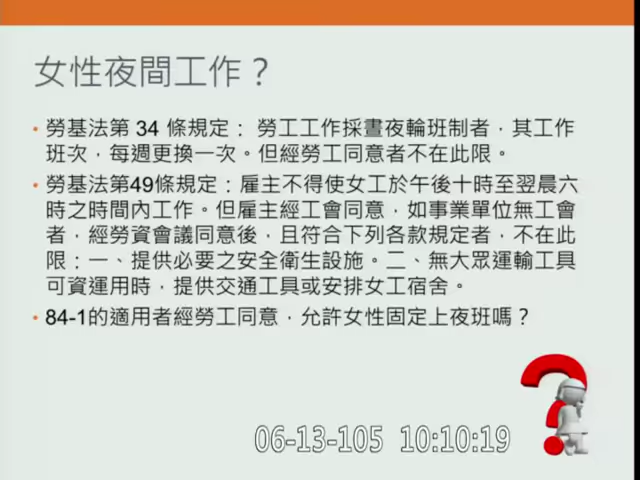 女性夜間工作？
• 勞基法第 34 條規定： 勞工工作採晝夜輪班制者，其工作
班次，每週更換一次。但經勞工同意者不在此限。
• 勞基法第49條規定：雇主不得使女工於午後十時至翌晨六
時之時間內工作。但雇主經工會同意，如事業單位無工會
者，經勞資會議同意後，且符合下列各款規定者，不在此
限：一、提供必要之安全衛生設施。二、無大眾運輸工具
可資運用時，提供交通工具或安排女工宿舍。
• 84-1的適用者經勞工同意，允許女性固定上夜班嗎？
06-13-105 10:10:19